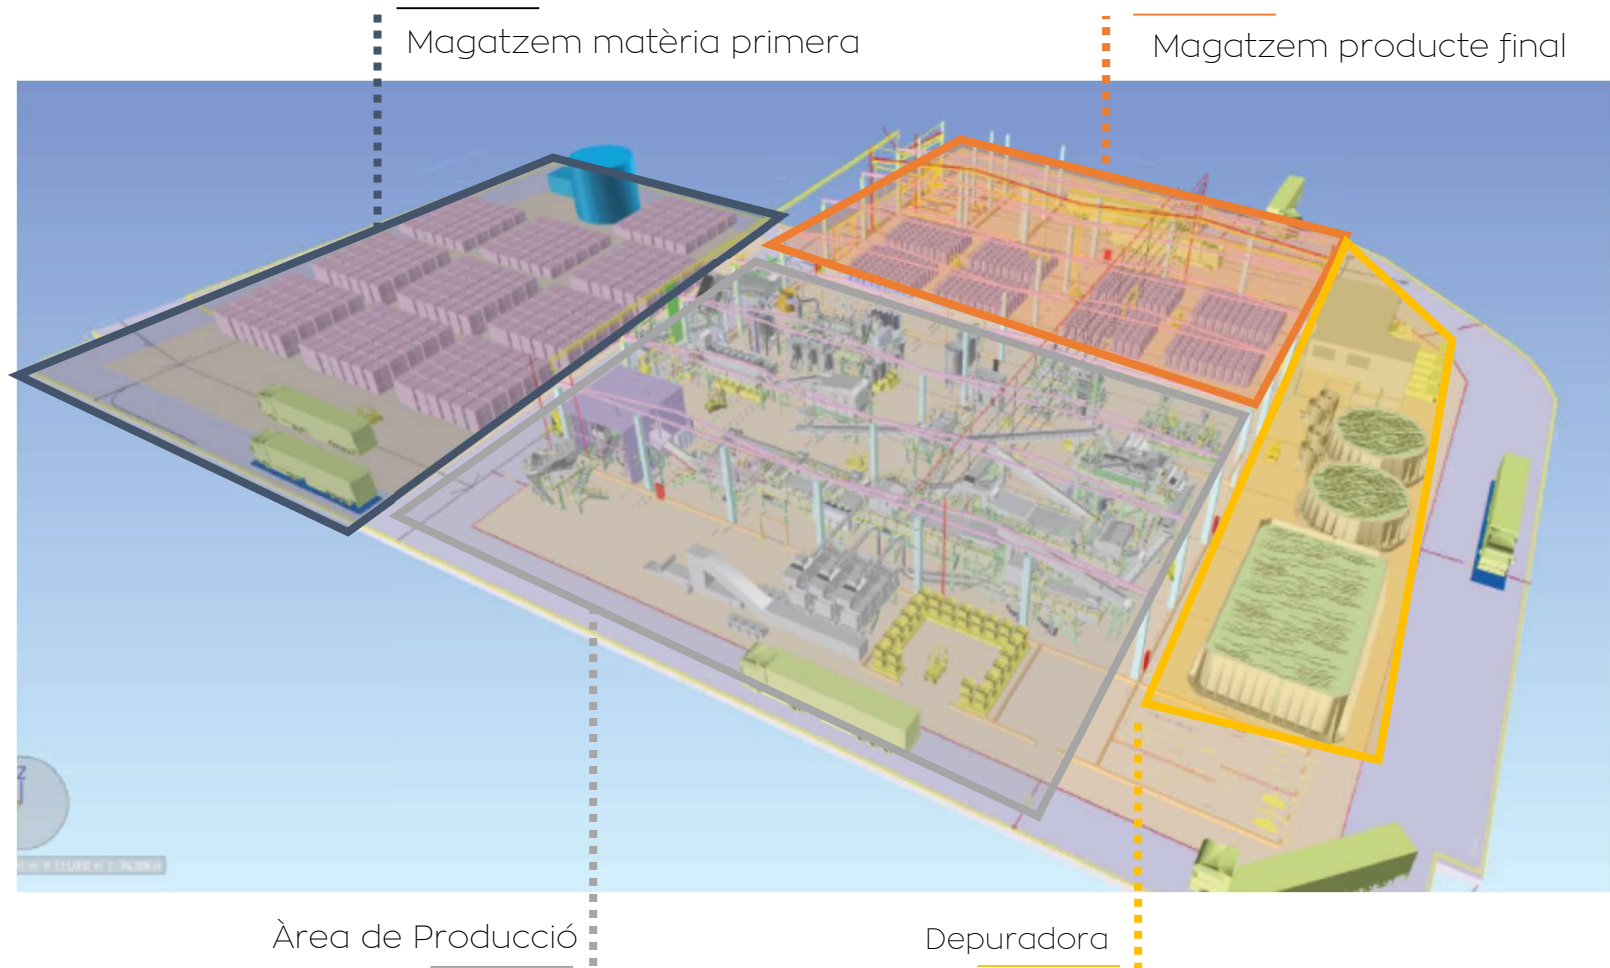 Magatzem matèria primera
Magatzem producte final
Z
Àrea de Producció
Depuradora